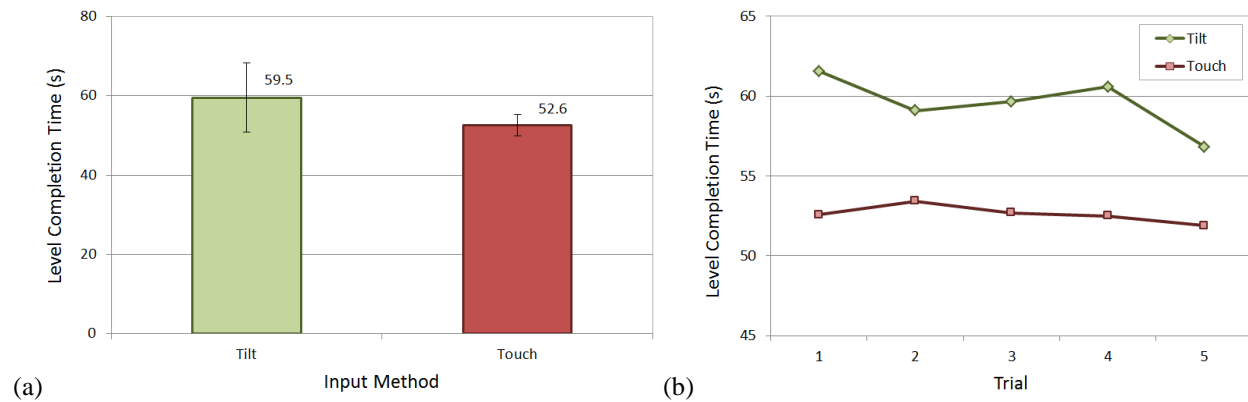 80
60
40
20
0
Level Completion Time (s)
59.5
52.6
Tilt
Touch
Input Method
(a)
65
60
55
50
45
Level Completion Time (s)
Tilt
Touch
1
2
3
4
5
Trial
(b)